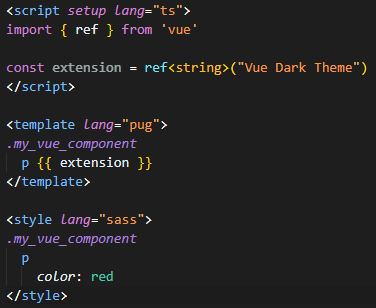 <script setup lang="ts">
import { ref } from 'vue'

const extension = ref<string>("Vue Dark Theme")
</script>

<template lang="pug">
.my_vue_component
  p {{ extension }}
</template>

<style lang="sass">
.my_vue_component
  p
    color: red
</style>